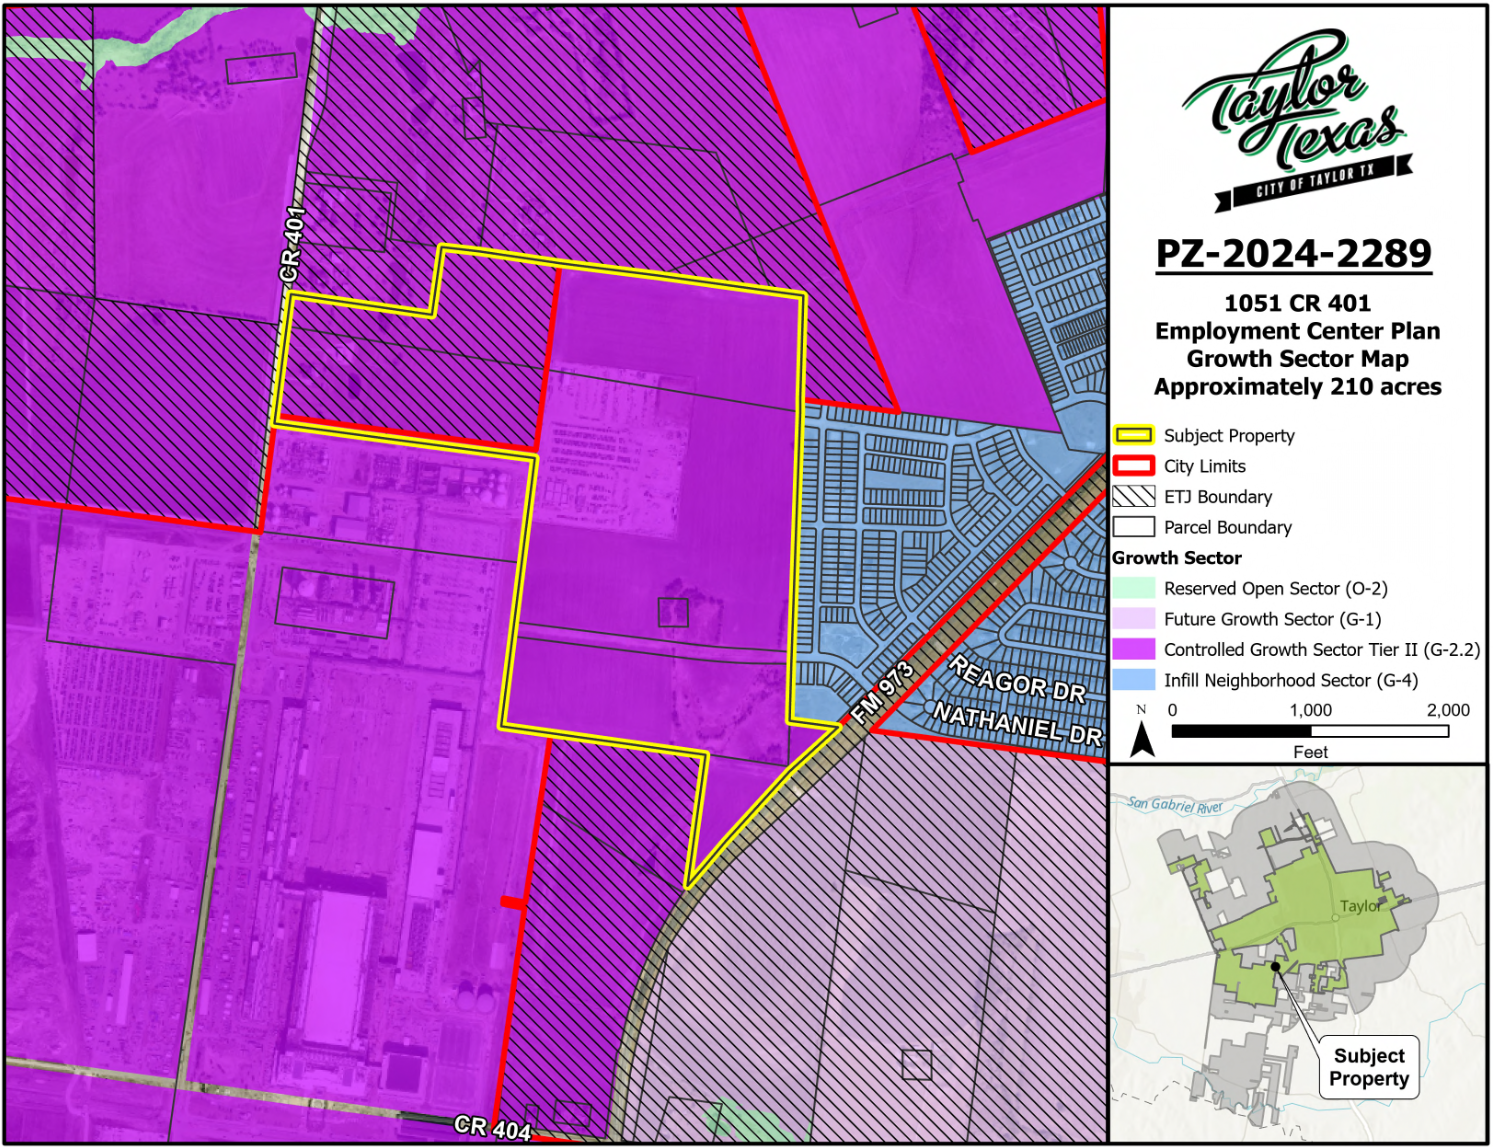 CR 401
FM 973
REAGOR DR
NATHANIEL DR
CR 404
Taylor
Texas
CITY OF TAYLOR TX
PZ-2024-2289
1051 CR 401
Employment Center Plan
Growth Sector Map
Approximately 210 acres
Subject Property
City Limits
ETJ Boundary
Parcel Boundary
Growth Sector
Reserved Open Sector (O-2)
Future Growth Sector (G-1)
Controlled Growth Sector Tier II (G-2.2)
Infill Neighborhood Sector (G-4)
N
0 1,000 2,000
Feet
San Gabriel River
Taylor
Subject
Property